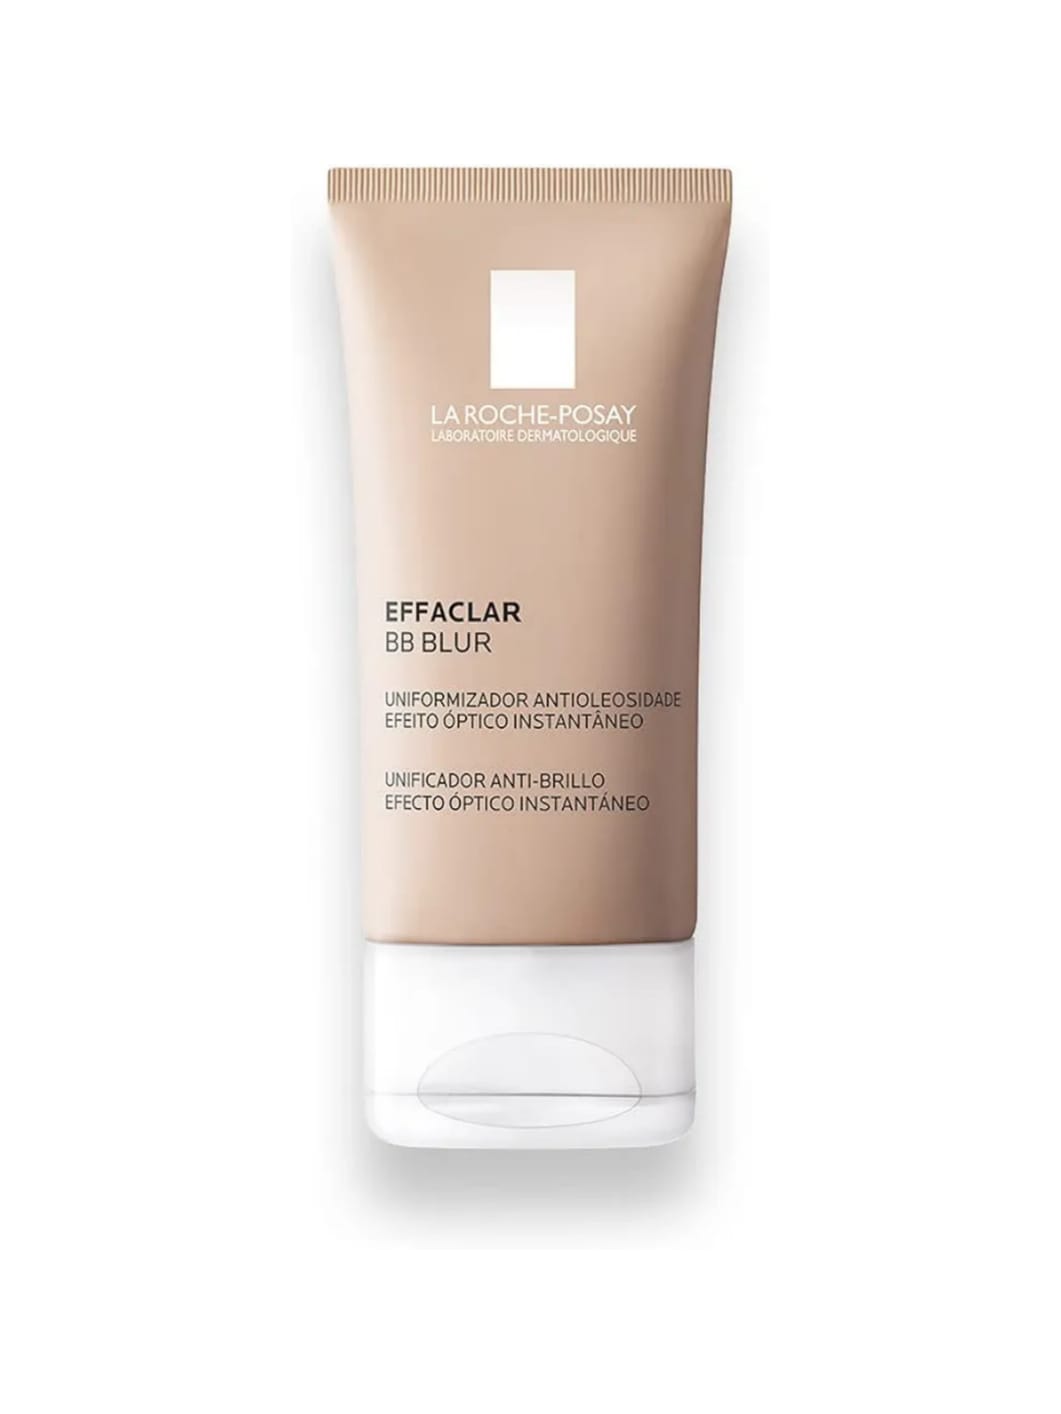 LA ROCHE-POSAY
LABORATOIRE DERMATOLOGIQUE
EFFACLAR
BB BLUR
UNIFORMIZADOR ANTIOLEOSIDADE
EFEITO ÓPTICO INSTANTÂNEO
UNIFICADOR ANTI-BRILLO
EFECTO ÓPTICO INSTANTÁNEO